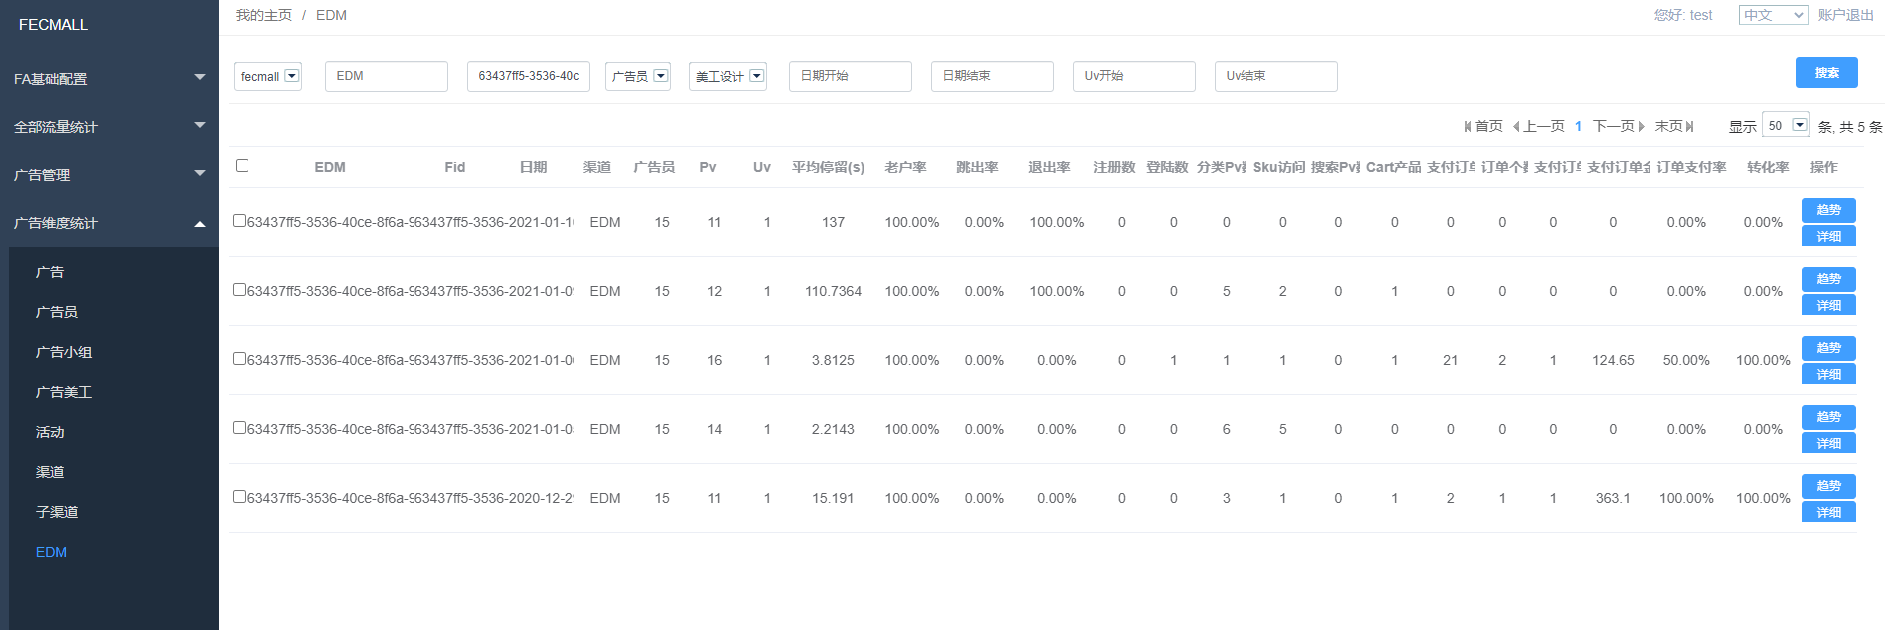 FECMALL
FA基础配置
全部流量统计
广告管理
广告维度统计
广告
广告员
广告小组
广告美工
活动
渠道
子渠道
EDM
我的主页 / EDM
您好: test 中文 账户退出
fecmall EDM 63437ff5-3536-40c 广告员 美工设计 日期开始 日期结束 Uv开始 Uv结束 搜索
首页 上一页 1 下一页 末页 显示 50 条, 共 5 条
EDM Fid 日期 渠道 广告员 Pv Uv 平均停留(s) 老户率 跳出率 退出率 注册数 登陆数 分类Pv Sku访问 搜索Pv Cart产品 支付订单 订单个数 支付订单 支付订单金 订单支付率 转化率 操作
63437ff5-3536-40ce-8f6a-9 63437ff5-3536- 2021-01-1 EDM 15 11 1 137 100.00% 0.00% 100.00% 0 0 0 0 0 0 0 0 0 0 0.00% 0.00% 趋势
详细
63437ff5-3536-40ce-8f6a-9 63437ff5-3536- 2021-01-0 EDM 15 12 1 110.7364 100.00% 0.00% 100.00% 0 0 5 2 0 1 0 0 0 0 0.00% 0.00% 趋势
详细
63437ff5-3536-40ce-8f6a-9 63437ff5-3536- 2021-01-0 EDM 15 16 1 3.8125 100.00% 0.00% 0.00% 0 1 1 1 0 1 21 2 1 124.65 50.00% 100.00% 趋势
详细
63437ff5-3536-40ce-8f6a-9 63437ff5-3536- 2021-01-0 EDM 15 14 1 2.2143 100.00% 0.00% 0.00% 0 0 6 5 0 0 0 0 0 0 0.00% 0.00% 趋势
详细
63437ff5-3536-40ce-8f6a-9 63437ff5-3536- 2020-12-2 EDM 15 11 1 15.191 100.00% 0.00% 0.00% 0 0 3 1 0 1 2 1 1 363.1 100.00% 100.00% 趋势
详细